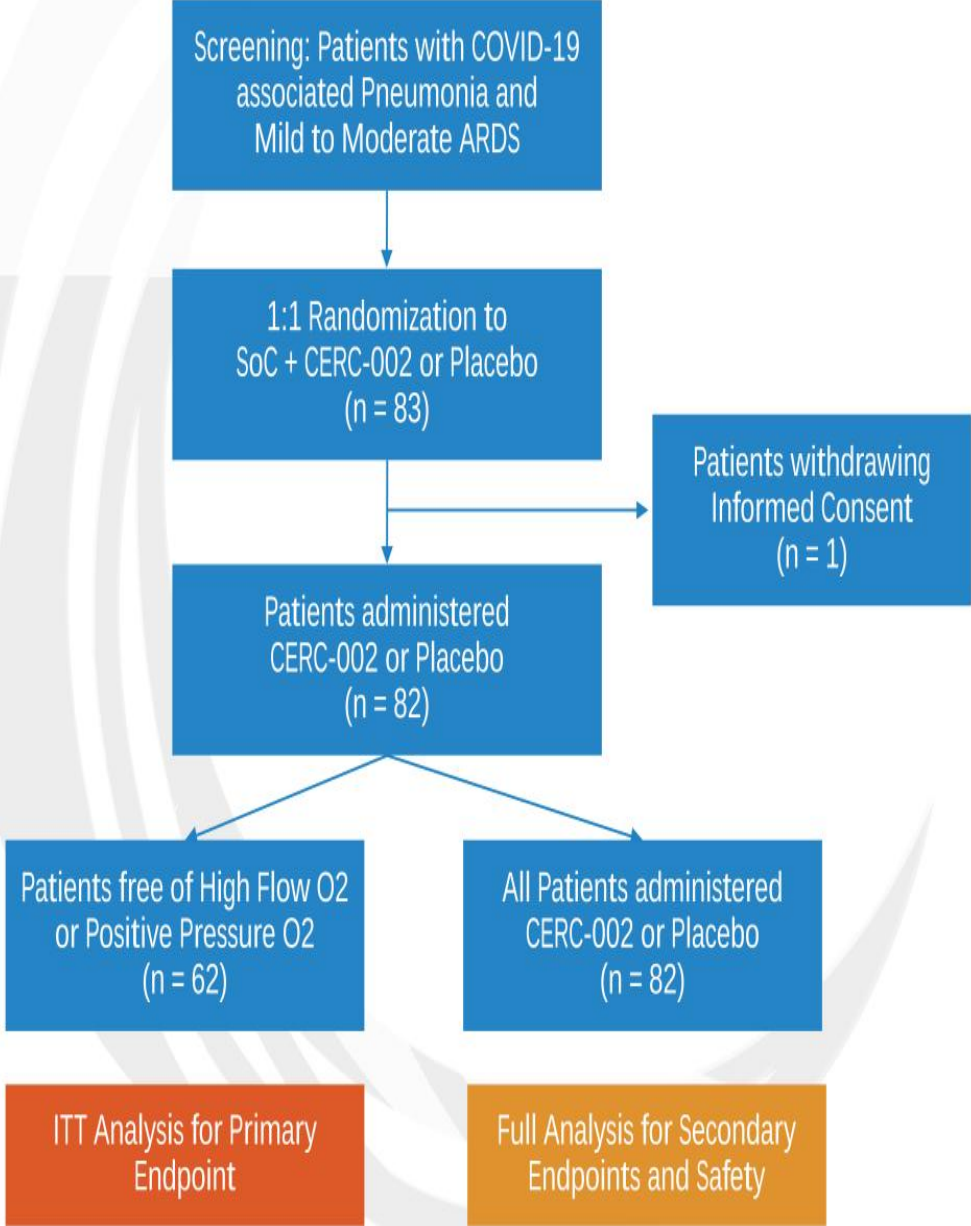 Screening: Patients with COVID-19
associated Pneumonia and
Mild to Moderate ARDS
1:1 Randomization to
SoC + CERC-002 or Placebo
(n = 83)
Patients withdrawing
Informed Consent
(n = 1)
Patients administered
CERC-002 or Placebo
(n = 82)
Patients free of High Flow O2
or Positive Pressure O2
(n = 62)
All Patients administered
CERC-002 or Placebo
(n = 82)
ITT Analysis for Primary
Endpoint
Full Analysis for Secondary
Endpoints and Safety